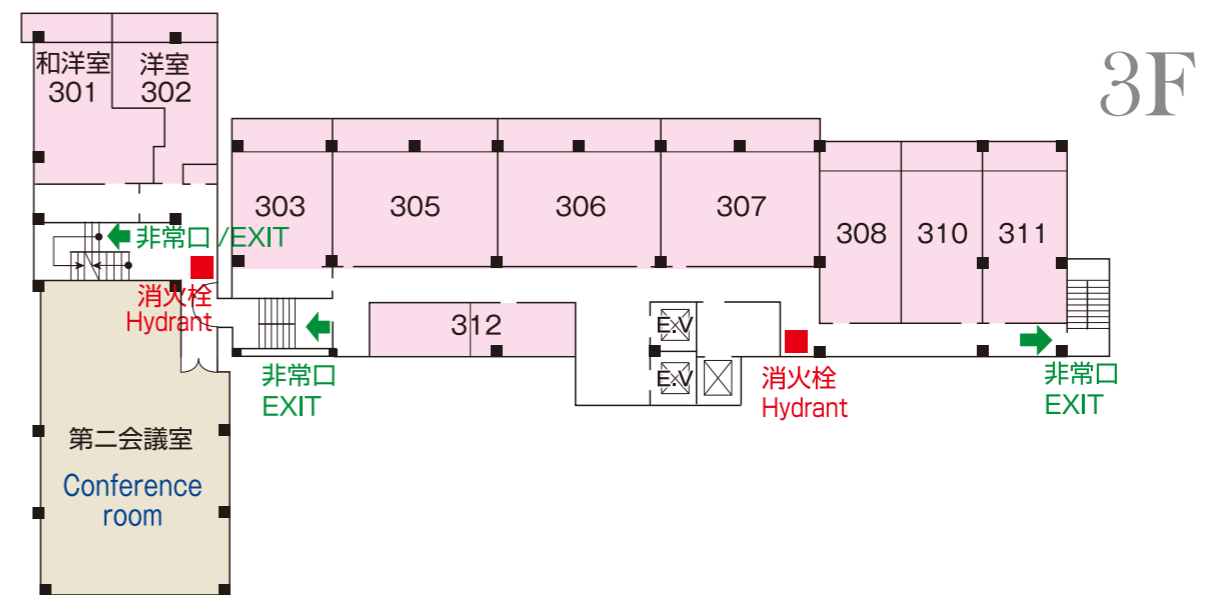 3F
和洋室
301
洋室
302
303
305
306
307
308
310
311
非常口/EXIT
消火栓
Hydrant
312
E.V
E.V
非常口
EXIT
消火栓
Hydrant
非常口
EXIT
第二会議室
Conference
room